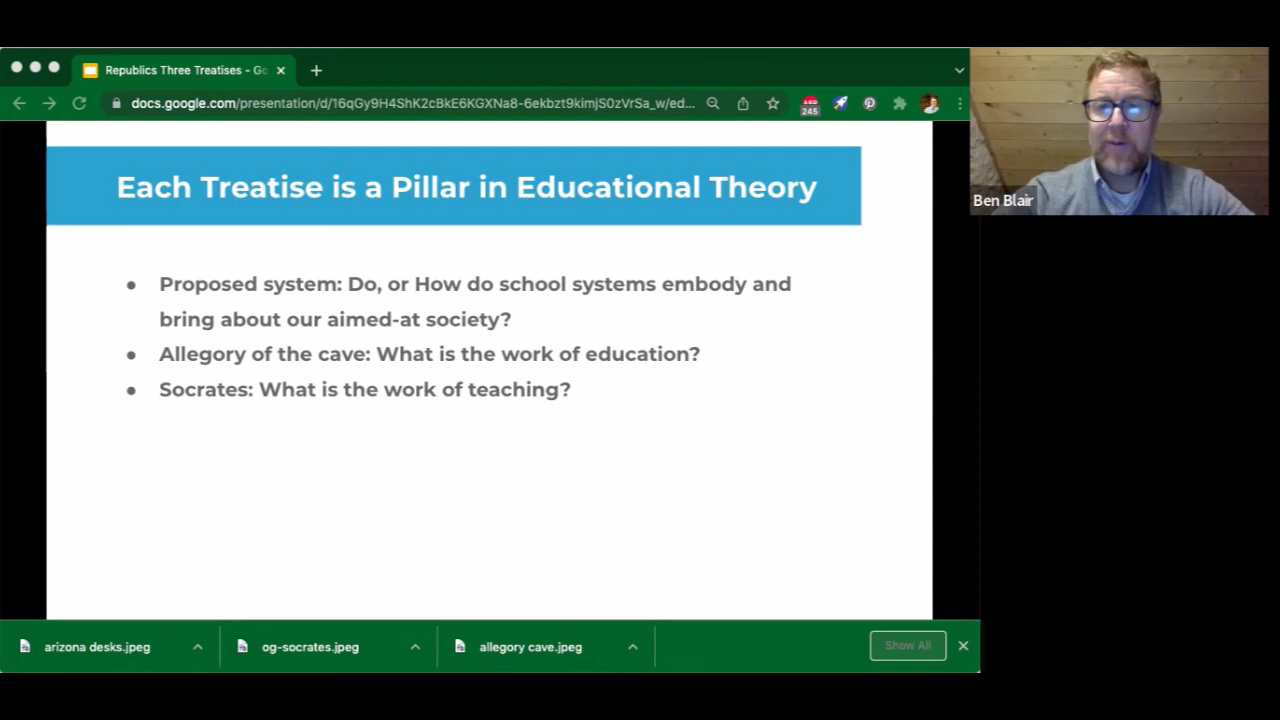 Republics Three Treatises - Go
docs.google.com/presentation/d/16qGy9H4ShK2cBkE6KGXNa8-6ekbzt9kimjS0zVrSa_w/ed...
245
Each Treatise is a Pillar in Educational Theory
Proposed system: Do, or How do school systems embody and
bring about our aimed-at society?
Allegory of the cave: What is the work of education?
Socrates: What is the work of teaching?
Ben Blair
arizona desks.jpeg
og-socrates.jpeg
allegory cave.jpeg
Show All